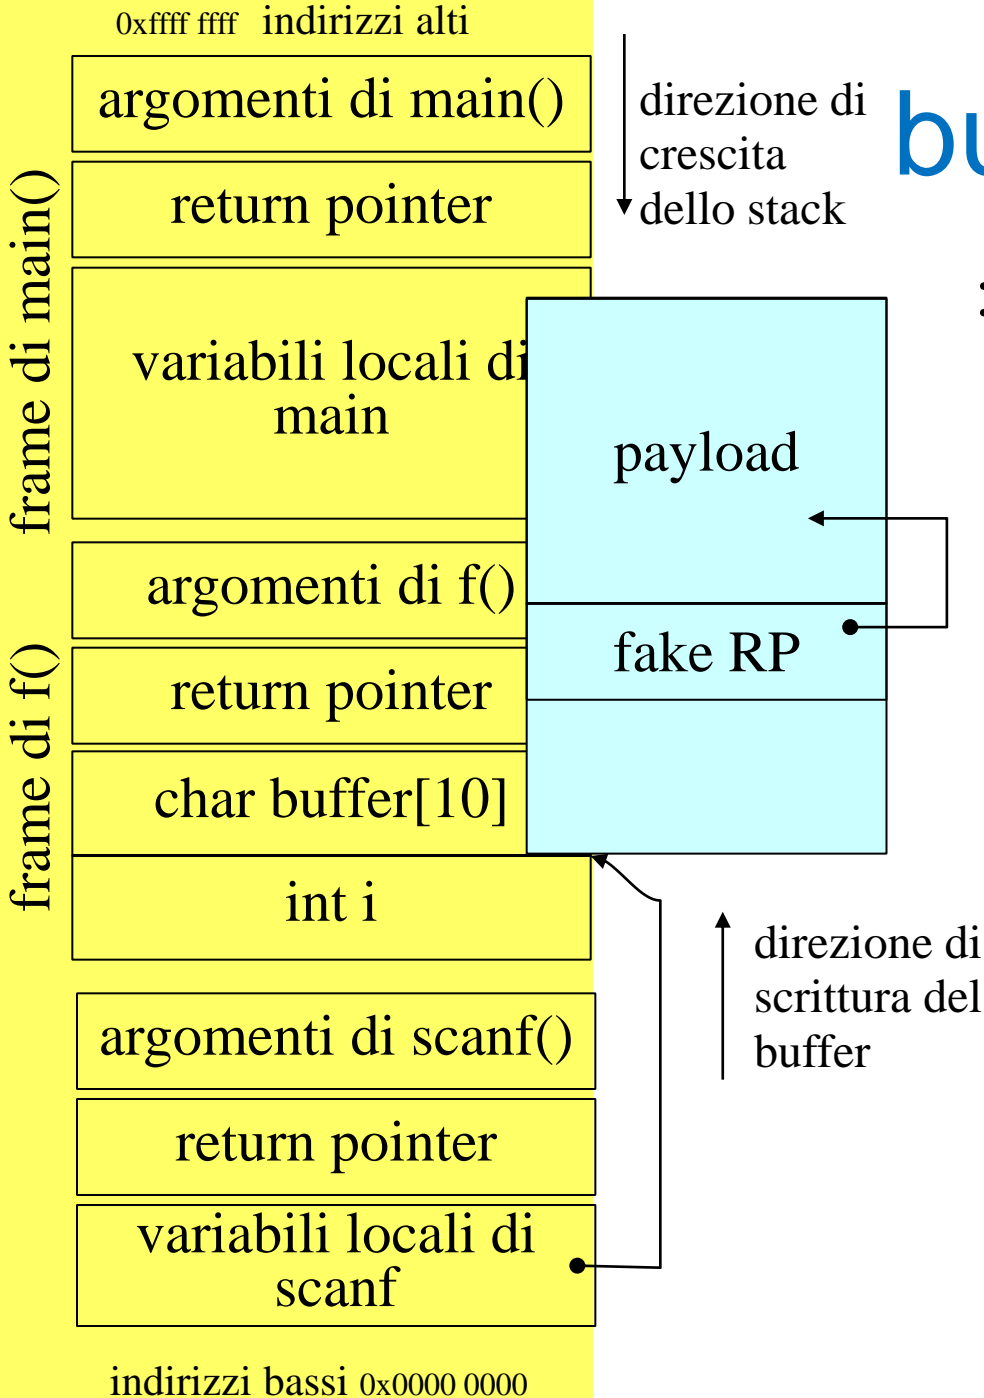 0xffff ffff indirizzi alti
argomenti di main()
return pointer
variabili locali di
main
frame di main()
argomenti di f()
return pointer
char buffer[10]
int i
frame di f()
argomenti di scanf()
return pointer
variabili locali di
scanf
indirizzi bassi 0x0000 0000
direzione di
crescita
dello stack
bu
:
payload
fake RP
direzione di
scrittura del
buffer